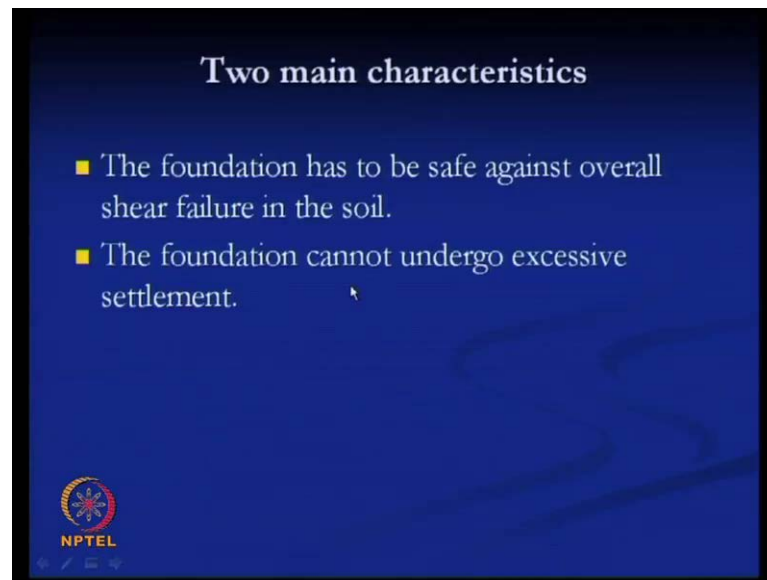 Two main characteristics
The foundation has to be safe against overall
shear failure in the soil.
The foundation cannot undergo excessive
settlement.
NPTEL